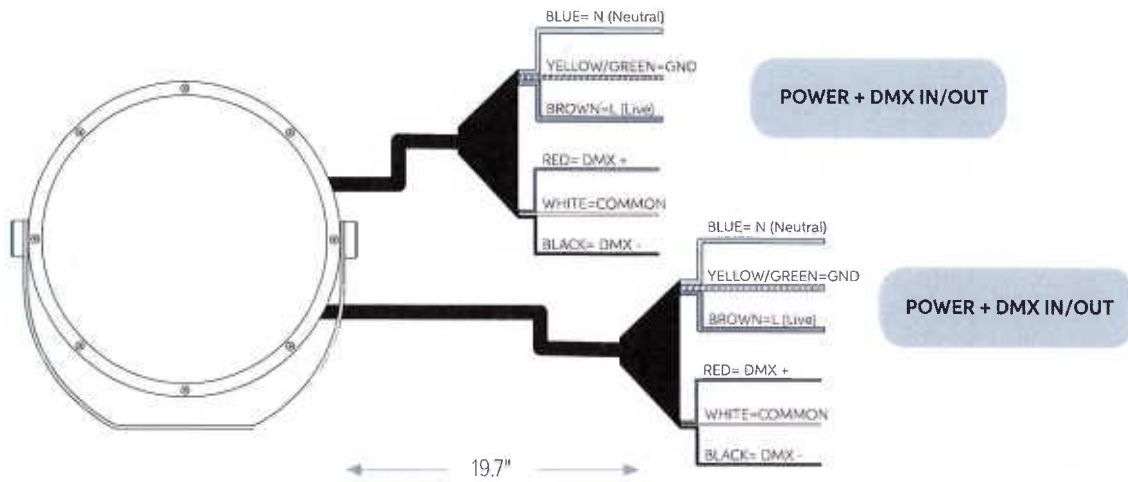 BLUE= N (Neutral)
YELLOW/GREEN=GND
BROWN=L (Live)
POWER + DMX IN/OUT
RED= DMX +
WHITE=COMMON
BLACK= DMX -
BLUE= N (Neutral)
YELLOW/GREEN=GND
BROWN=L (Live)
POWER + DMX IN/OUT
RED= DMX +
WHITE=COMMON
BLACK= DMX -
19.7"